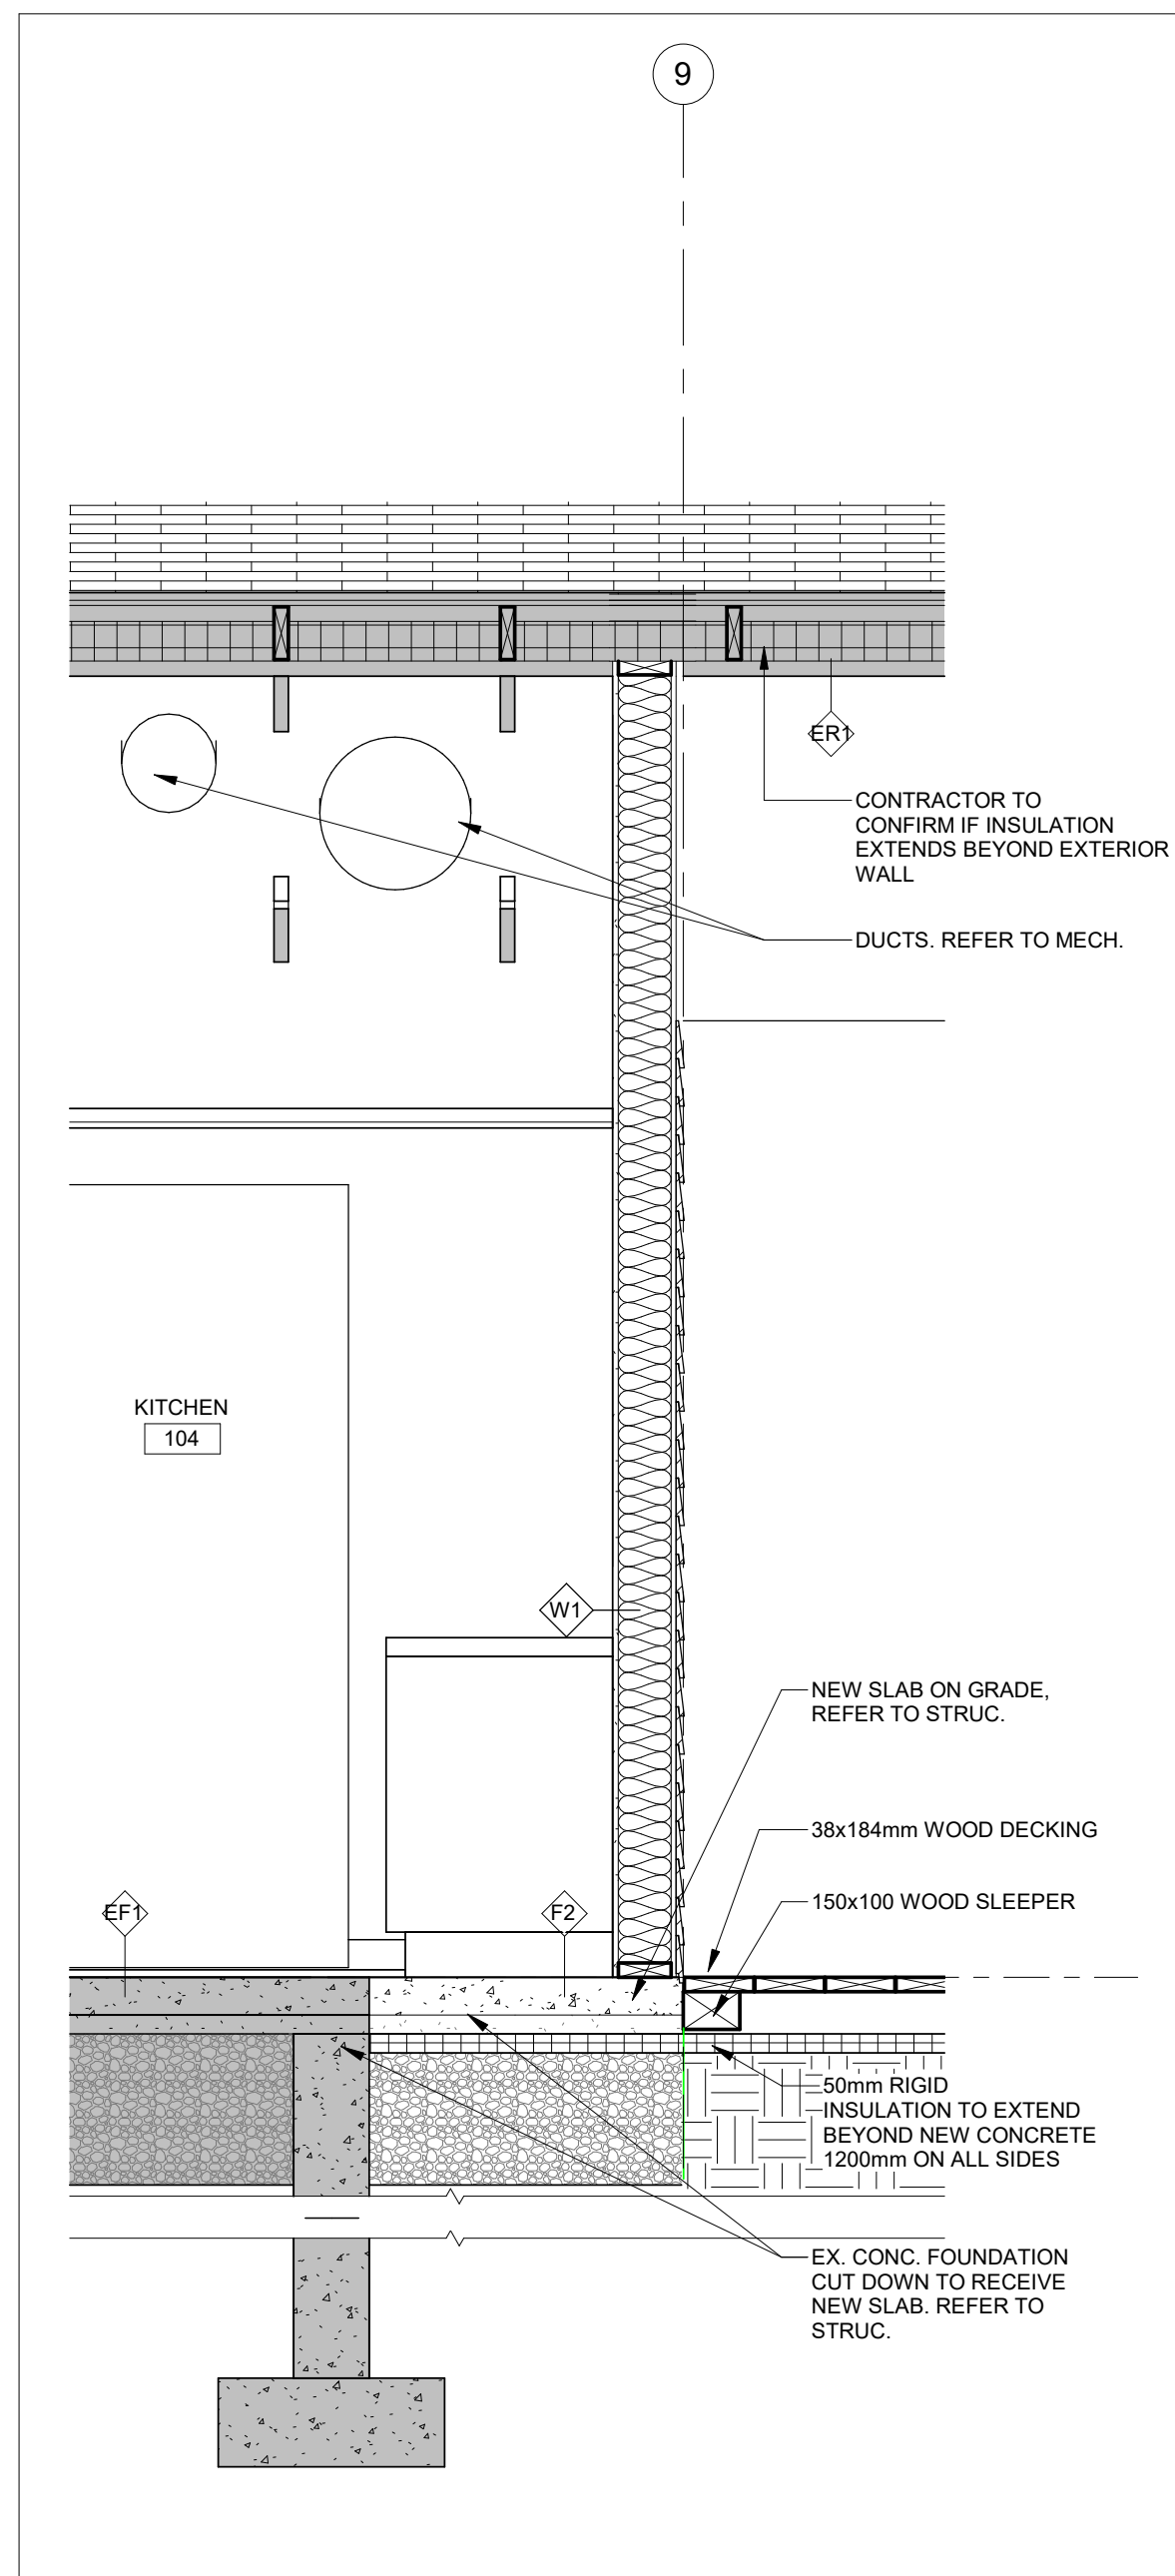 9
ER1
CONTRACTOR TO
CONFIRM IF INSULATION
EXTENDS BEYOND EXTERIOR
WALL
DUCTS. REFER TO MECH.
KITCHEN
104
W1
NEW SLAB ON GRADE,
REFER TO STRUC.
38x184mm WOOD DECKING
150x100 WOOD SLEEPER
EF1
F2
50mm RIGID
INSULATION TO EXTEND
BEYOND NEW CONCRETE
1200mm ON ALL SIDES
EX. CONC. FOUNDATION
CUT DOWN TO RECEIVE
NEW SLAB. REFER TO
STRUC.